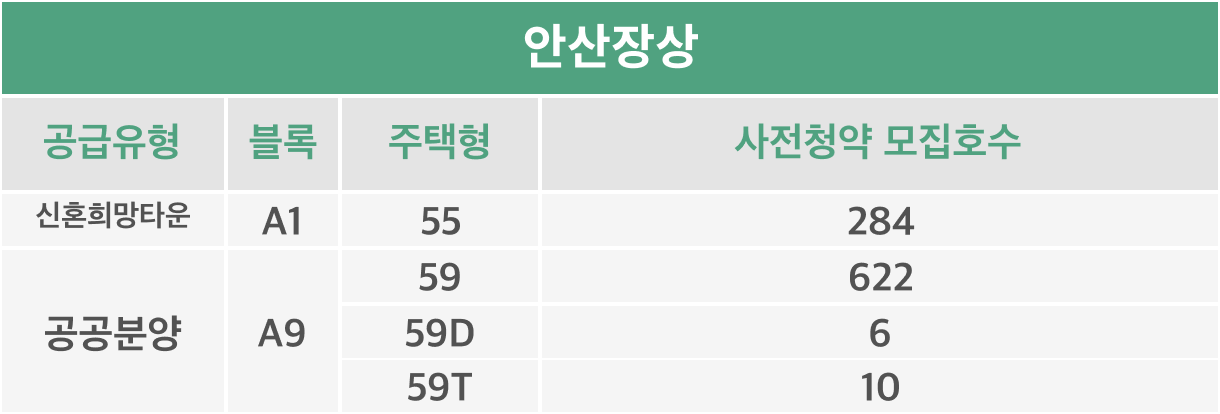 안산장상
공급유형 블록 주택형 사전청약 모집호수
신혼희망타운 A1 55 284
공공분양 A9 59 622
59D 6
59T 10